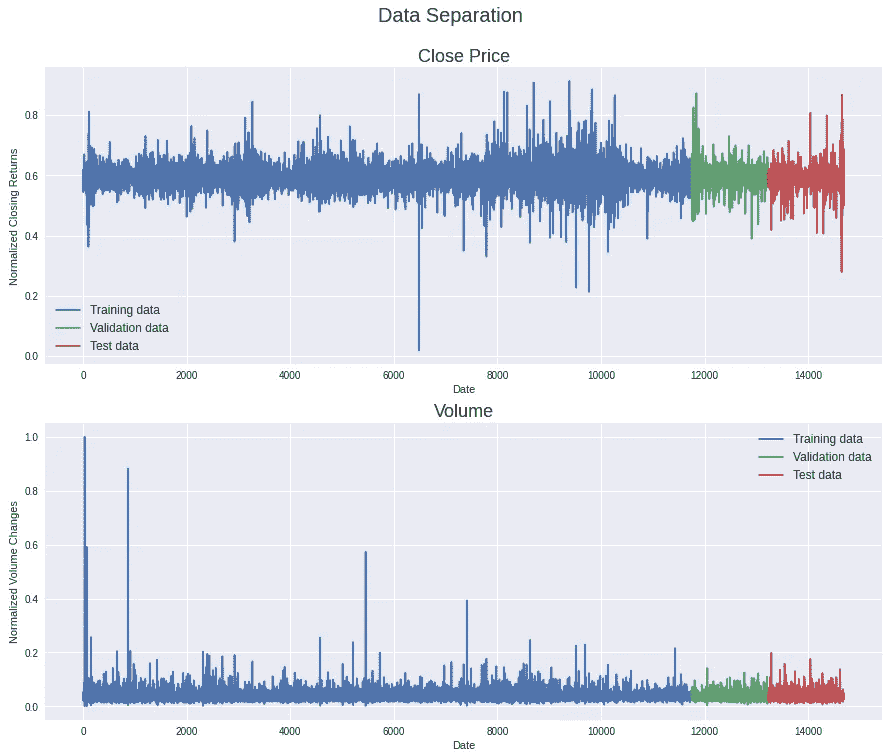 Data Separation
Close Price
Normalized Closing Returns
0.8
0.6
0.4
0.2
0.0
Training data
Validation data
Test data
0 2000 4000 6000 8000 10000 12000 14000
Date
Volume
Normalized Volume Changes
1.0
0.8
0.6
0.4
0.2
0.0
Training data
Validation data
Test data
0 2000 4000 6000 8000 10000 12000 14000
Date